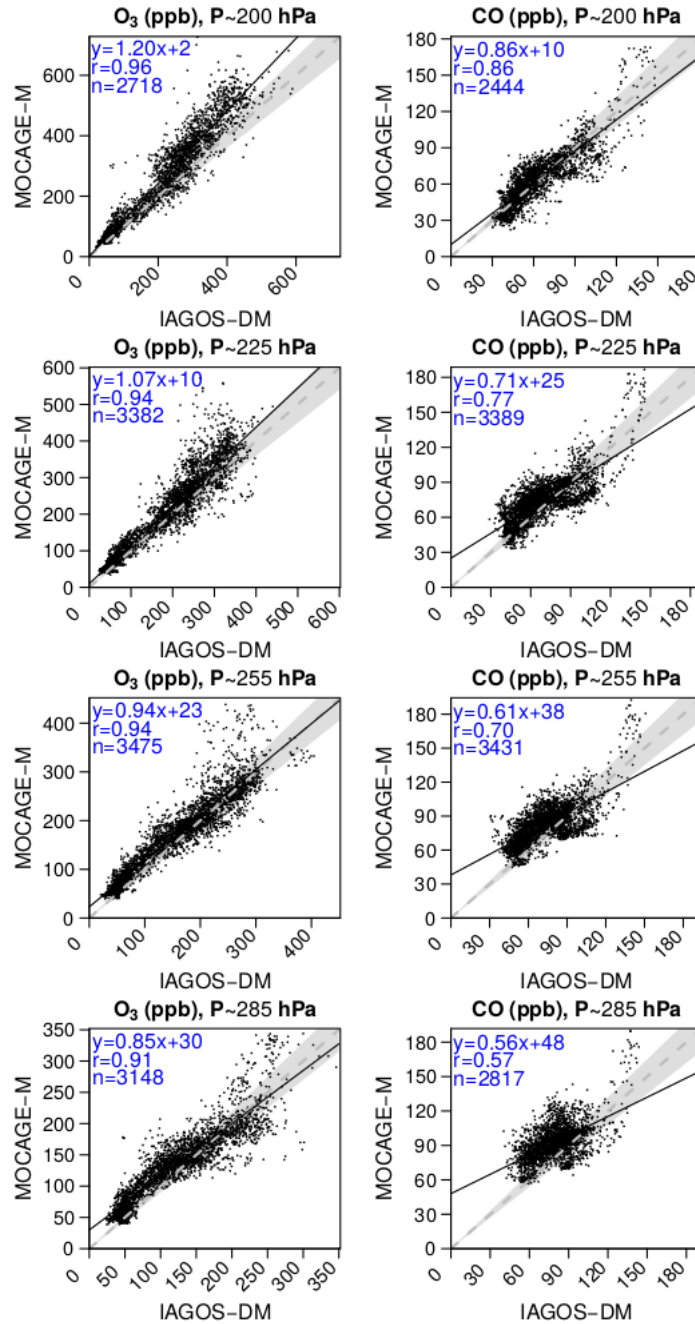 O₃ (ppb), P~200 hPa
y=1.20x+2
r=0.96
n=2718
MOCAGE−M
600
400
200
0
0 200 400 600
IAGOS−DM
CO (ppb), P~200 hPa
y=0.86x+10
r=0.86
n=2444
MOCAGE−M
180
150
120
90
60
30
0
0 30 60 90 120 150 180
IAGOS−DM
O₃ (ppb), P~225 hPa
y=1.07x+10
r=0.94
n=3382
MOCAGE−M
600
500
400
300
200
100
0
0 100 200 300 400 500 600
IAGOS−DM
CO (ppb), P~225 hPa
y=0.71x+25
r=0.77
n=3389
MOCAGE−M
180
150
120
90
60
30
0
0 30 60 90 120 150 180
IAGOS−DM
O₃ (ppb), P~255 hPa
y=0.94x+23
r=0.94
n=3475
MOCAGE−M
400
300
200
100
0
0 100 200 300 400
IAGOS−DM
CO (ppb), P~255 hPa
y=0.61x+38
r=0.70
n=3431
MOCAGE−M
180
150
120
90
60
30
0
0 30 60 90 120 150 180
IAGOS−DM
O₃ (ppb), P~285 hPa
y=0.85x+30
r=0.91
n=3148
MOCAGE−M
350
300
250
200
150
100
50
0
0 50 100 150 200 250 300 350
IAGOS−DM
CO (ppb), P~285 hPa
y=0.56x+48
r=0.57
n=2817
MOCAGE−M
180
150
120
90
60
30
0
0 30 60 90 120 150 180
IAGOS−DM